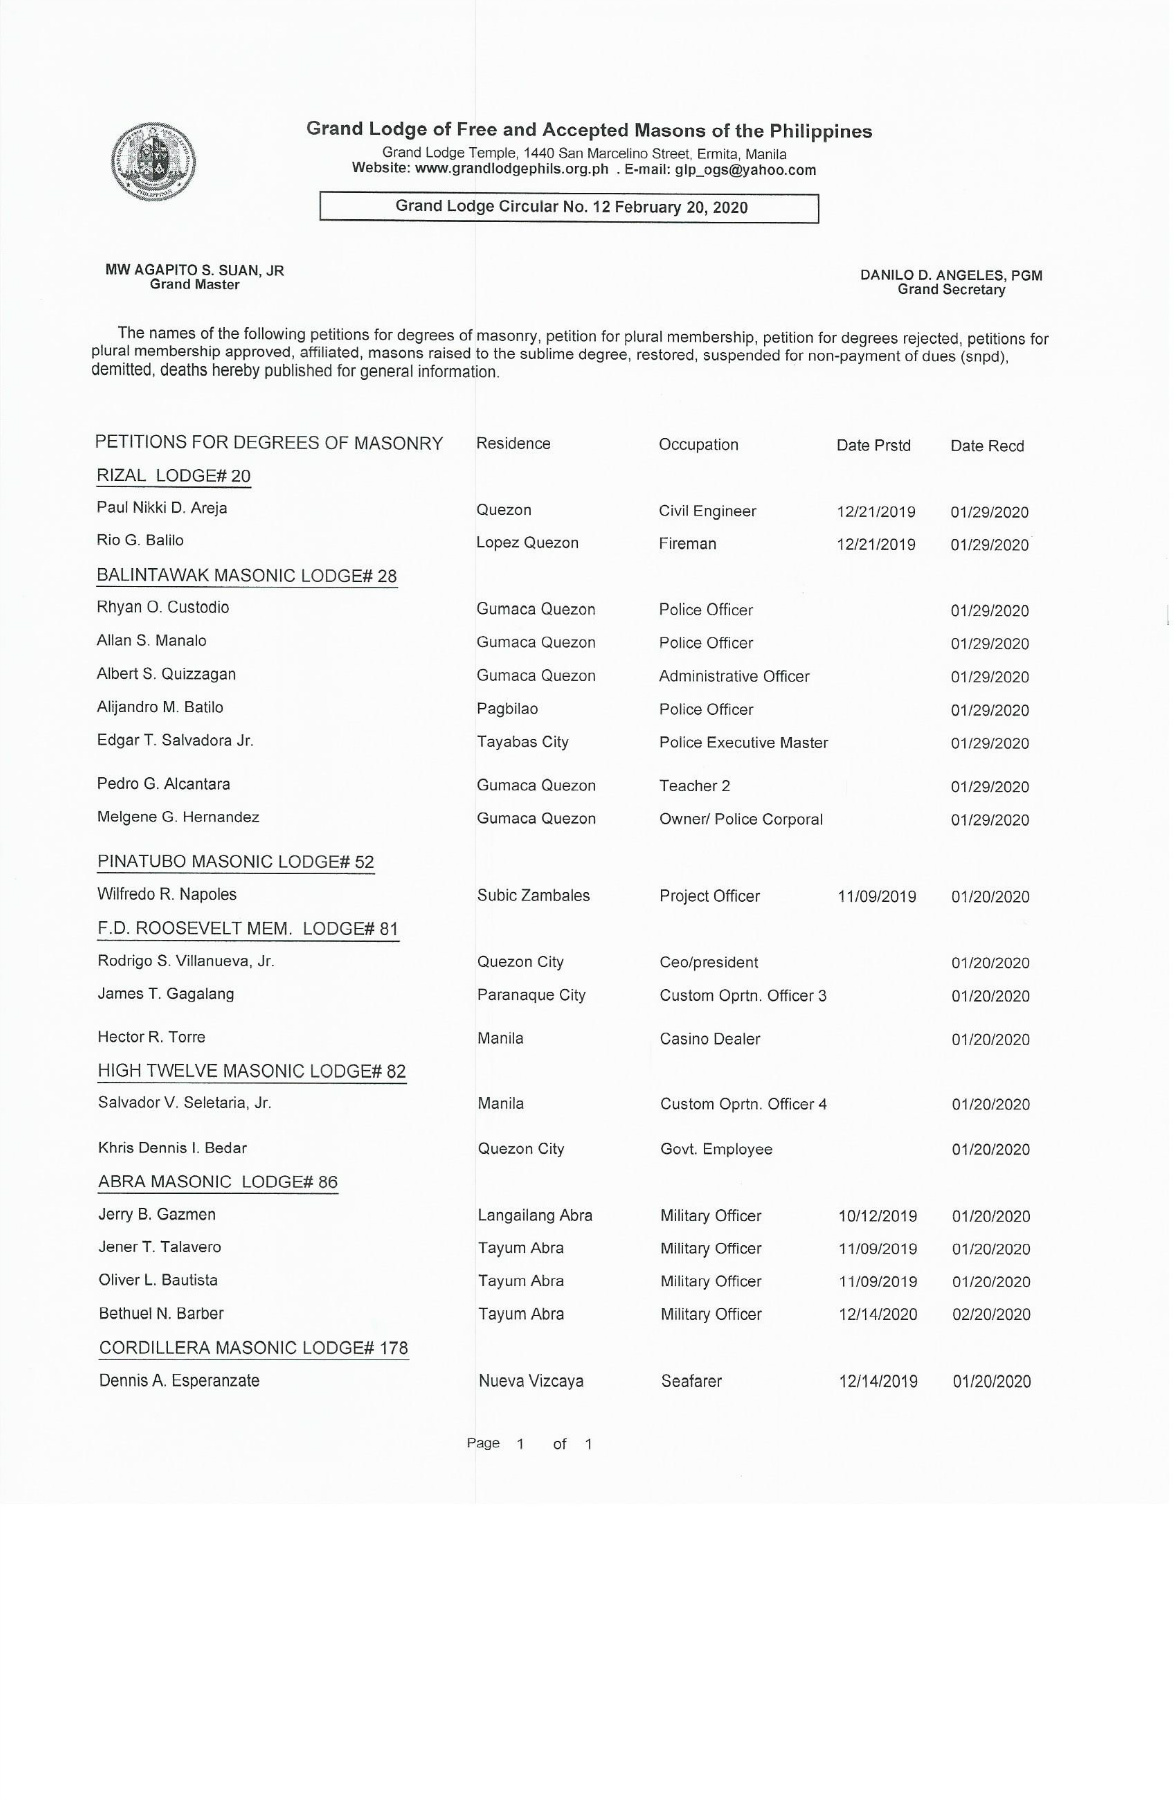 Grand Lodge of Free and Accepted Masons of the Philippines
Grand Lodge Temple, 1440 San Marcelino Street, Ermita, Manila
Website: www.grandlodgephils.org.ph . E-mail: glp_ogs@yahoo.com
Grand Lodge Circular No. 12 February 20, 2020
MW AGAPITO S. SUAN, JR
Grand Master
DANILO D. ANGELES, PGM
Grand Secretary
The names of the following petitions for degrees of masonry, petition for plural membership, petition for degrees rejected, petitions for
plural membership approved, affiliated, masons raised to the sublime degree, restored, suspended for non-payment of dues (snpd),
demitted, deaths hereby published for general information.
PETITIONS FOR DEGREES OF MASONRY Residence Occupation Date Prstd Date Recd
RIZAL LODGE# 20
Paul Nikki D. Areja Quezon Civil Engineer 12/21/2019 01/29/2020
Rio G. Balilo Lopez Quezon Fireman 12/21/2019 01/29/2020
BALINTAWAK MASONIC LODGE# 28
Rhyan O. Custodio Gumaca Quezon Police Officer 01/29/2020
Allan S. Manalo Gumaca Quezon Police Officer 01/29/2020
Albert S. Quizzagan Gumaca Quezon Administrative Officer 01/29/2020
Alijandro M. Batilo Pagbilao Police Officer 01/29/2020
Edgar T. Salvadora Jr. Tayabas City Police Executive Master 01/29/2020
Pedro G. Alcantara Gumaca Quezon Teacher 2 01/29/2020
Melgene G. Hernandez Gumaca Quezon Owner/ Police Corporal 01/29/2020
PINATUBO MASONIC LODGE# 52
Wilfredo R. Napoles Subic Zambales Project Officer 11/09/2019 01/20/2020
F.D. ROOSEVELT MEM. LODGE# 81
Rodrigo S. Villanueva, Jr. Quezon City Ceo/president 01/20/2020
James T. Gagalang Paranaque City Custom Oprtn. Officer 3 01/20/2020
Hector R. Torre Manila Casino Dealer 01/20/2020
HIGH TWELVE MASONIC LODGE# 82
Salvador V. Seletaria, Jr. Manila Custom Oprtn. Officer 4 01/20/2020
Khris Dennis I. Bedar Quezon City Govt. Employee 01/20/2020
ABRA MASONIC LODGE# 86
Jerry B. Gazmen Langailang Abra Military Officer 10/12/2019 01/20/2020
Jener T. Talavero Tayum Abra Military Officer 11/09/2019 01/20/2020
Oliver L. Bautista Tayum Abra Military Officer 11/09/2019 01/20/2020
Bethuel N. Barber Tayum Abra Military Officer 12/14/2020 02/20/2020
CORDILLERA MASONIC LODGE# 178
Dennis A. Esperanzate Nueva Vizcaya Seafarer 12/14/2019 01/20/2020
Page 1 of 1